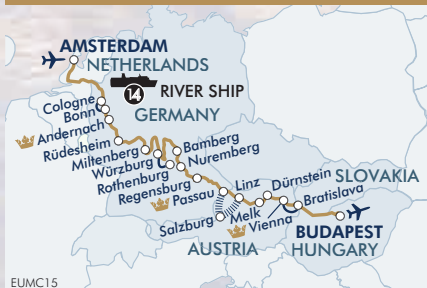 AMSTERDAM
NETHERLANDS
14
RIVER SHIP
Cologne
Bonn
GERMANY
Andernach
Rüdesheim
Miltenberg
Bamberg
Würzburg
Nuremberg
Rothenburg
Regensburg
Passau
Linz
Dürnstein
SLOVAKIA
Salzburg
Melk
Vienna
Bratislava
AUSTRIA
BUDAPEST
HUNGARY
EUMC15